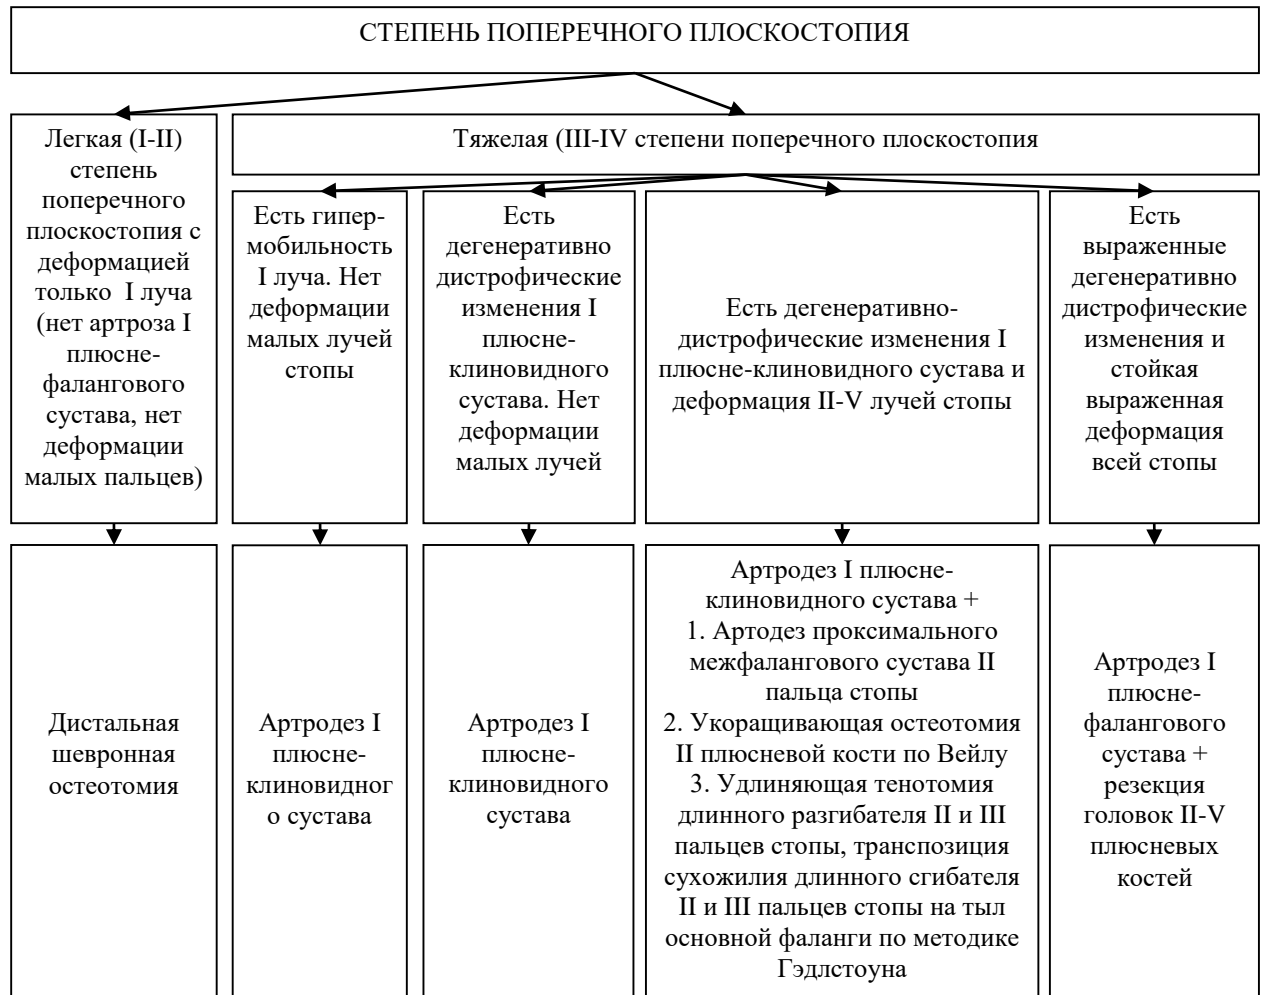 СТЕПЕНЬ ПОПЕРЕЧНОГО ПЛОСКОСТОПИЯ
Легкая (I-II)
степень
поперечного
плоскостопия с
деформацией
только I луча
(нет артроза I
плюсне-
фалангового
сустава, нет
деформации
малых пальцев)
Тяжелая (III-IV степени поперечного плоскостопия
Есть гипер-
мобильность
I луча. Нет
деформации
малых лучей
стопы
Есть
дегенеративно
дистрофические
изменения I
плюсне-
клиновидного
сустава. Нет
деформации
малых лучей
Есть дегенеративно-
дистрофические изменения I
плюсне-клиновидного сустава и
деформация II-V лучей стопы
Есть
выраженные
дегенеративно
дистрофические
изменения и
стойкая
выраженная
деформация
всей стопы
Дистальная
шевронная
остеотомия
Артродез I
плюсне-
клиновидног
о сустава
Артродез I
плюсне-
клиновидного
сустава
Артродез I плюсне-
клиновидного сустава +
1. Артодез проксимального
межфалангового сустава II
пальца стопы
2. Укоращивающая остеотомия
II плюсневой кости по Вейлу
3. Удлиняющая тенотомия
длинного разгибателя II и III
пальцев стопы, транспозиция
сухожилия длинного сгибателя
II и III пальцев стопы на тыл
основной фаланги по методике
Гэдлстоуна
Артродез I
плюсне-
фалангового
сустава +
резекция
головок II-V
плюсневых
костей